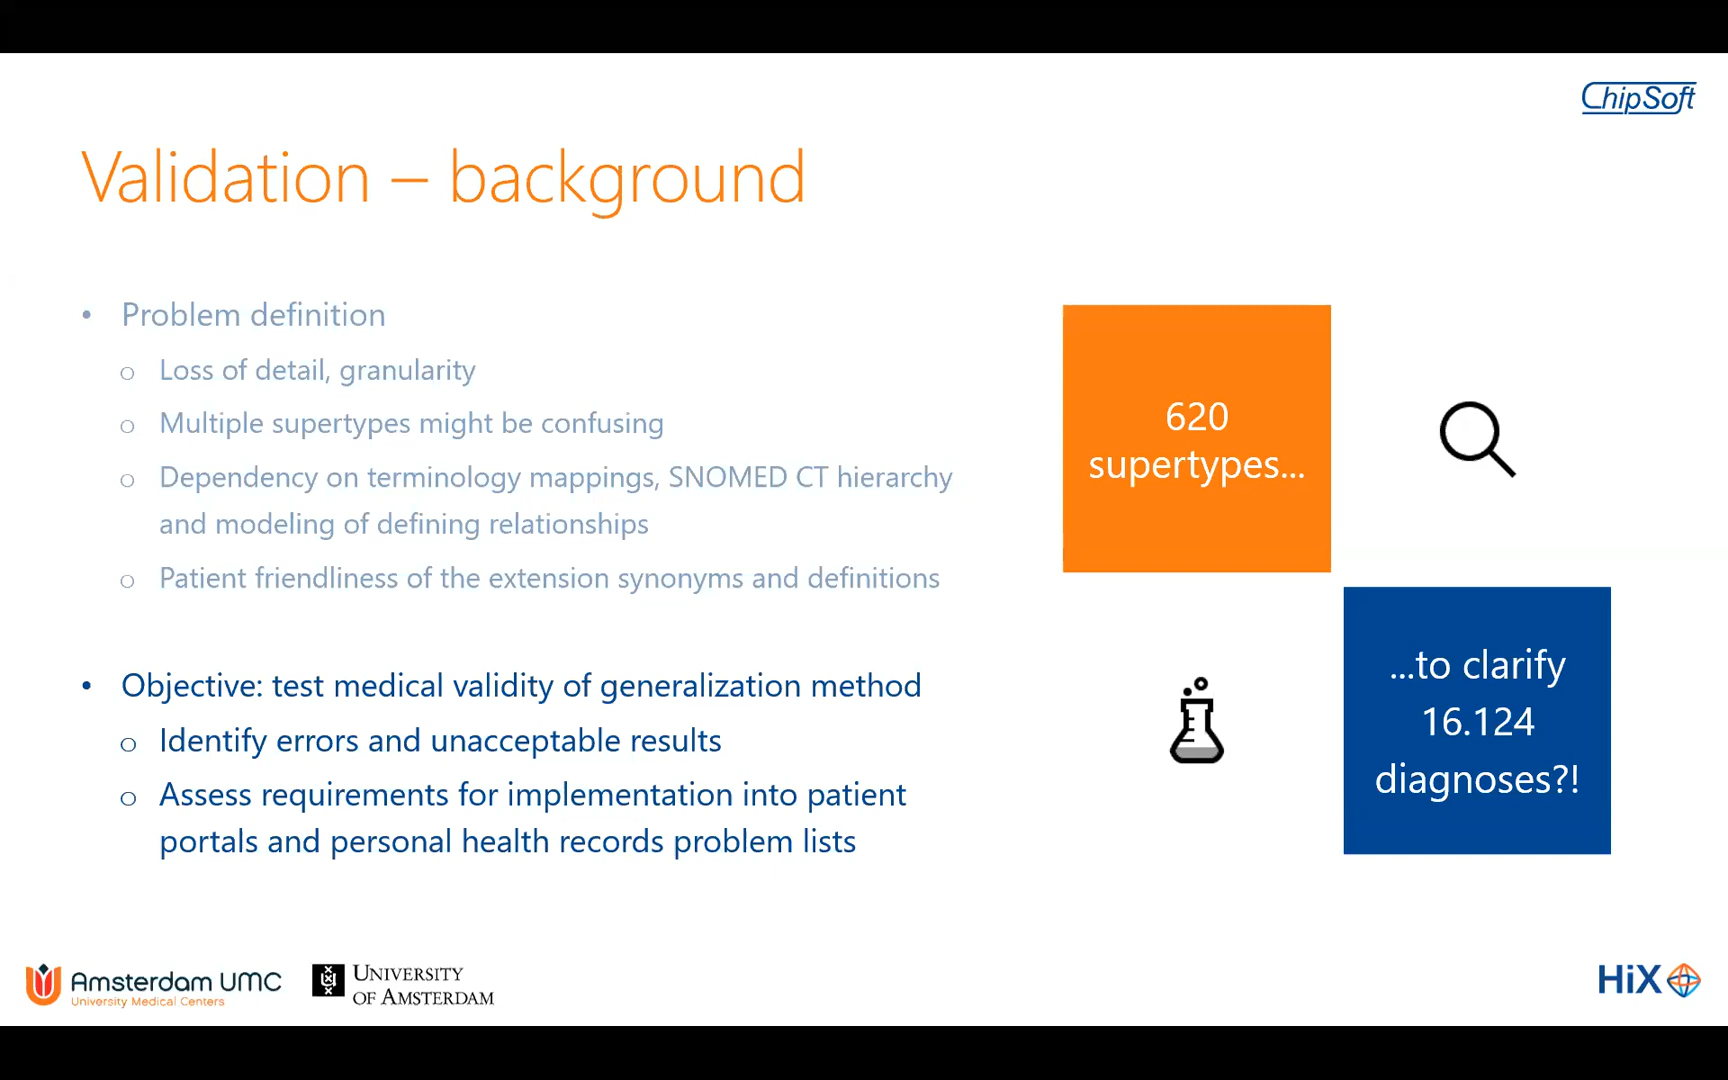 ChipSoft
Validation – background
• Problem definition
o Loss of detail, granularity
o Multiple supertypes might be confusing
o Dependency on terminology mappings, SNOMED CT hierarchy
and modeling of defining relationships
o Patient friendliness of the extension synonyms and definitions
• Objective: test medical validity of generalization method
o Identify errors and unacceptable results
o Assess requirements for implementation into patient
portals and personal health records problem lists
620
supertypes...
...to clarify
16.124
diagnoses?!
Amsterdam UMC
University Medical Centers
UNIVERSITY
OF AMSTERDAM
HiX